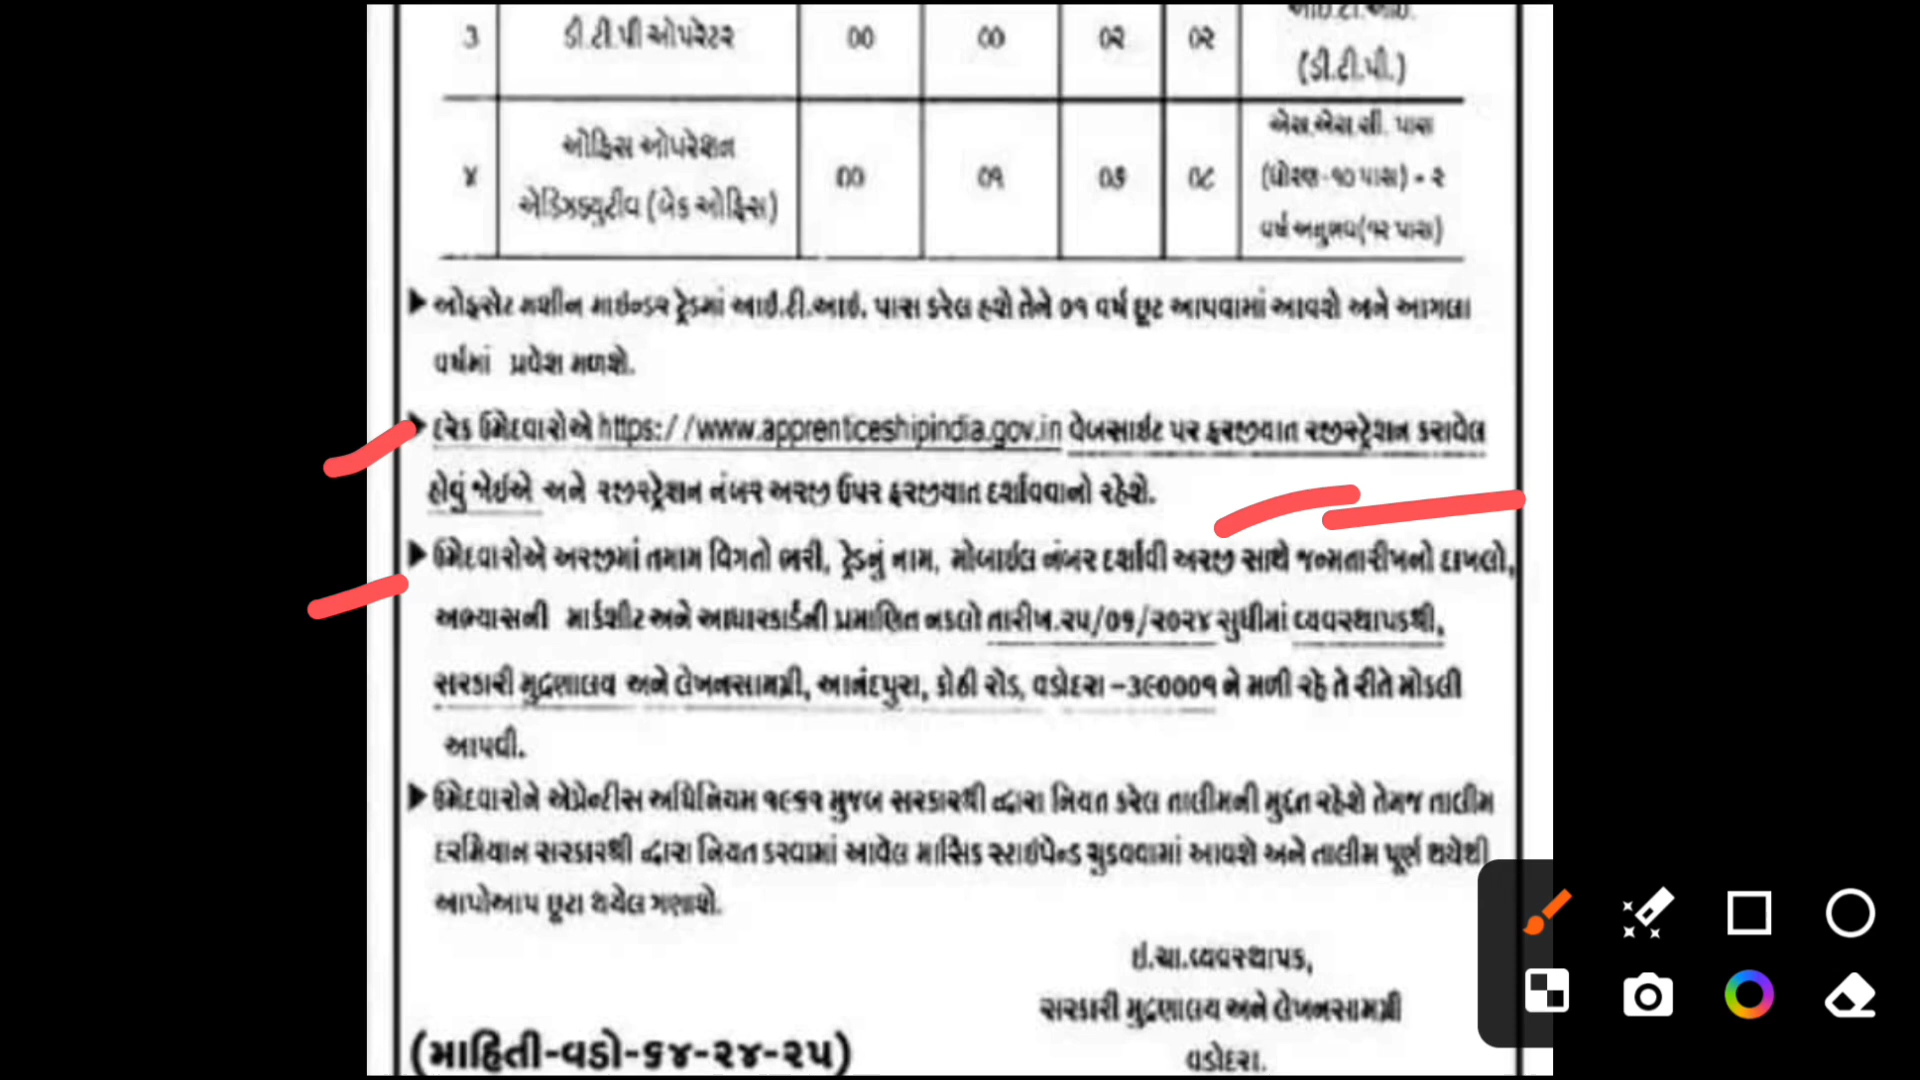 ૩ ડી.ટી.પી ઓપરેટર ૦૦ ૦૦ ૦૨ ૦૨ આઇ.ટી.આઇ.
(ડી.ટી.પી.)
૪ ઓફિસ ઓપરેશન એક્ઝિક્યુટીવ (બેક ઓફિસ) ૦૦ ૦૧ ૦૭ ૦૮ એસ.એસ.સી. પાસ
(ધોરણ-૧૦ પાસ) - ૨
વર્ષ અનુભવ(૧૨ પાસ)
ઓફસેટ મશીન માઇન્ડર ટ્રેડમાં આઇ.ટી.આઇ. પાસ કરેલ હશે તેને ૦૧ વર્ષ છૂટ આપવામાં આવશે અને આગલા
વર્ષમાં પ્રવેશ મળશે.
દરેક ઉમેદવારોએ https://www.apprenticeshipindia.gov.in વેબસાઇટ પર ફરજીયાત રજીસ્ટ્રેશન કરાવેલ
હોવું જોઇએ અને રજીસ્ટ્રેશન નંબર અરજી ઉપર ફરજીયાત દર્શાવવાનો રહેશે.
ઉમેદવારોએ અરજીમાં તમામ વિગતો ભરી, ટ્રેડનું નામ, મોબાઇલ નંબર દર્શાવી અરજી સાથે જન્મતારીખનો દાખલો,
અભ્યાસની માર્કશીટ અને આધારકાર્ડની પ્રમાણિત નકલો તારીખ.૨૫/૦૭/૨૦૨૪ સુધીમાં વ્યવસ્થાપકશ્રી,
સરકારી મુદ્રણાલય અને લેખનસામગ્રી, આનંદપુરા, કોઠી રોડ, વડોદરા -૩૯૦૦૦૧ ને મળી રહે તે રીતે મોકલી
આપવી.
ઉમેદવારોને એપ્રેન્ટીસ અધિનિયમ ૧૯૬૧ મુજબ સરકારશ્રી દ્વારા નિયત કરેલ તાલીમની મુદ્દત રહેશે તેમજ તાલીમ
દરમિયાન સરકારશ્રી દ્વારા નિયત કરવામાં આવેલ માસિક સ્ટાઇપેન્ડ ચુકવવામાં આવશે અને તાલીમ પૂર્ણ થયેથી
આપોઆપ છૂટા થયેલ ગણાશે.
ઇ.ચા.વ્યવસ્થાપક,
સરકારી મુદ્રણાલય અને લેખનસામગ્રી
વડોદરા.
(માહિતી-વડો-૬૪-૨૪-૨૫)